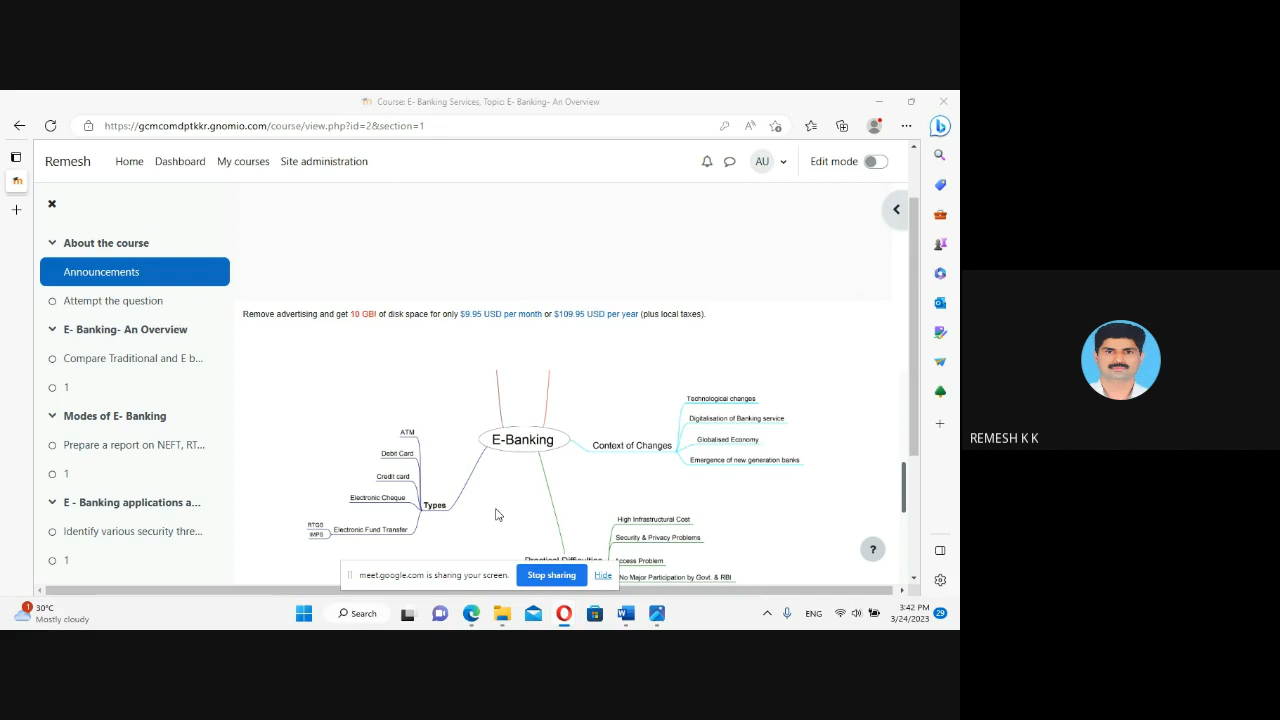 Course: E- Banking Services, Topic: E- Banking- An Overview
https://gcmcomdptkkr.gnomio.com/course/view.php?id=2&section=1
Remesh Home Dashboard My courses Site administration AU Edit mode
About the course
Announcements
Attempt the question
E- Banking- An Overview
Compare Traditional and E b...
1
Modes of E- Banking
Prepare a report on NEFT, RT...
1
E - Banking applications a...
Identify various security thre...
1
Remove advertising and get 10 GB! of disk space for only $9.95 USD per month or $109.95 USD per year (plus local taxes).
E-Banking
Context of Changes
Technological changes
Digitalisation of Banking service
Globalised Economy
Emergence of new generation banks
ATM
Debit Card
Credit card
Electronic Cheque
Types
Electronic Fund Transfer
RTGS
IMPS
High Infrastructural Cost
Security & Privacy Problems
Access Problem
No Major Participation by Govt. & RBI
?
meet.google.com is sharing your screen. Stop sharing Hide
1
30°C
Mostly cloudy
Search
ENG
3:42 PM
3/24/2023
29
REMESH K K